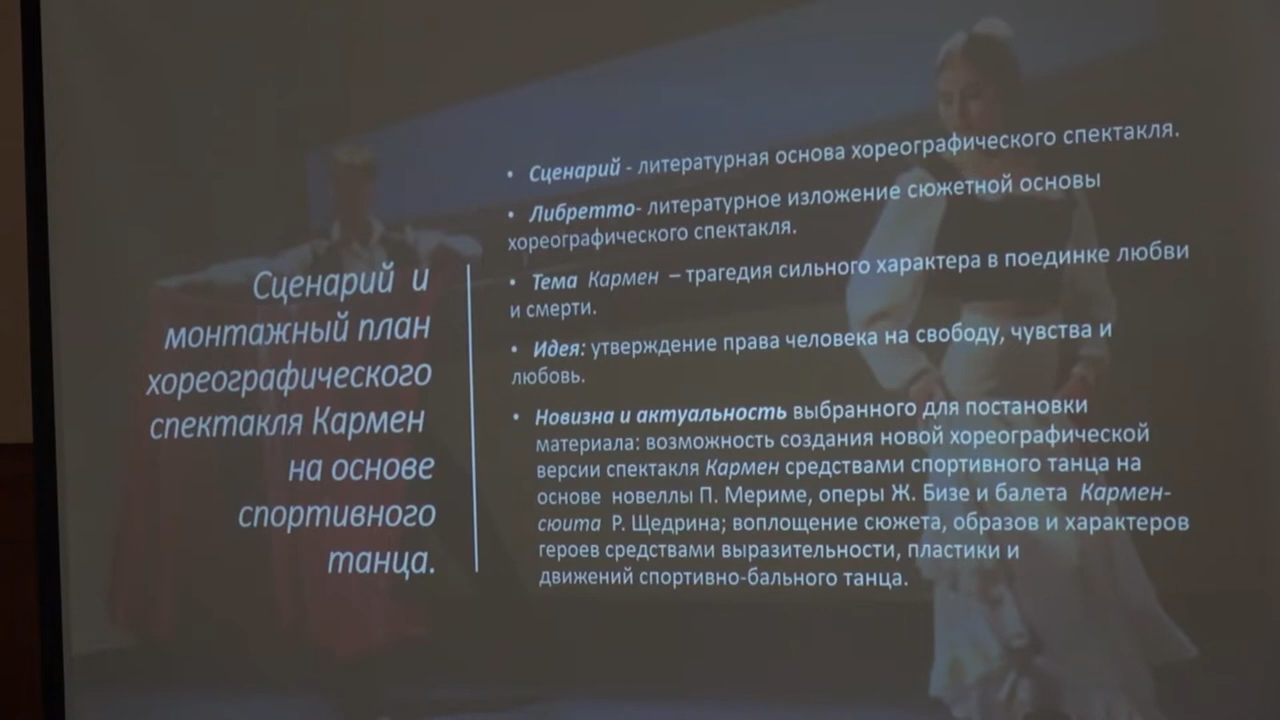 Сценарий и
монтажный план
хореографического
спектакля Кармен
на основе
спортивного
танца.
• Сценарий - литературная основа хореографического спектакля.
• Либретто- литературное изложение сюжетной основы
хореографического спектакля.
• Тема Кармен – трагедия сильного характера в поединке любви
и смерти.
• Идея: утверждение права человека на свободу, чувства и
любовь.
• Новизна и актуальность выбранного для постановки
материала: возможность создания новой хореографической
версии спектакля Кармен средствами спортивного танца на
основе новеллы П. Мериме, оперы Ж. Бизе и балета Кармен-
сюита Р. Щедрина; воплощение сюжета, образов и характеров
героев средствами выразительности, пластики и
движений спортивно-бального танца.